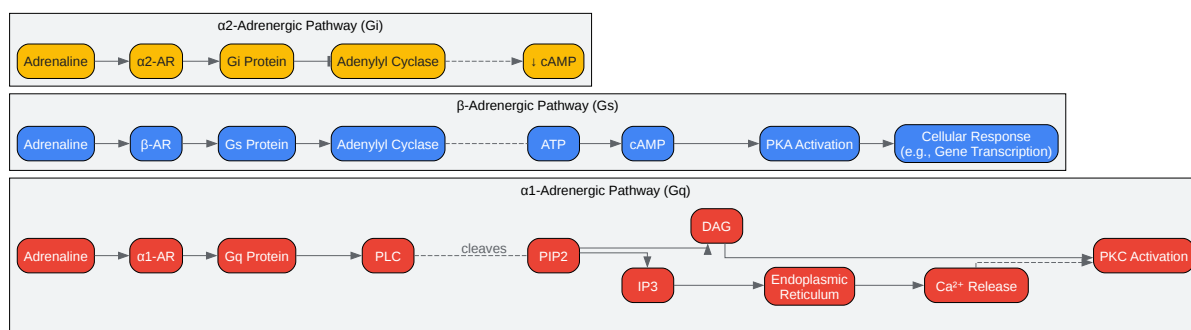 α2-Adrenergic Pathway (Gi)
Adrenaline
α2-AR
Gi Protein
Adenylyl Cyclase
↓ cAMP
β-Adrenergic Pathway (Gs)
Adrenaline
β-AR
Gs Protein
Adenylyl Cyclase
ATP
cAMP
PKA Activation
Cellular Response
(e.g., Gene Transcription)
α1-Adrenergic Pathway (Gq)
Adrenaline
α1-AR
Gq Protein
PLC
cleaves
PIP2
DAG
IP3
Endoplasmic
Reticulum
Ca²⁺ Release
PKC Activation